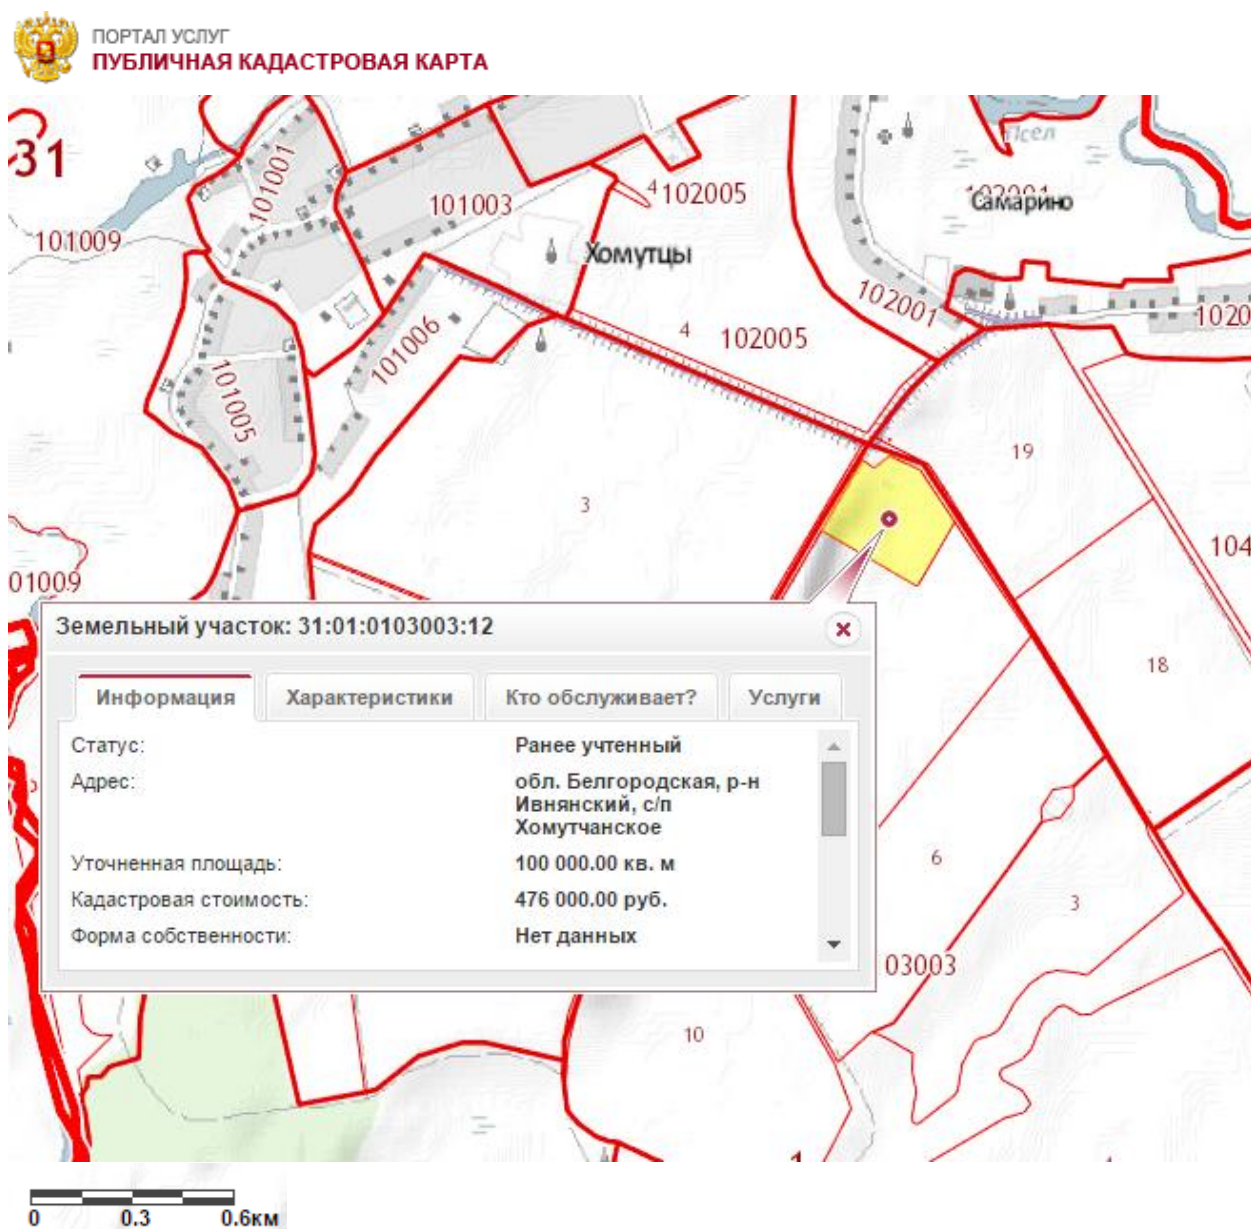 ПОРТАЛ УСЛУГ
ПУБЛИЧНАЯ КАДАСТРОВАЯ КАРТА
31
101001
101003
4
102005
Псел
Самарино
101009
Хомутцы
102001
1020
101006
4
102005
101005
19
3
104
01009
Земельный участок: 31:01:0103003:12
Информация
Характеристики
Кто обслуживает?
Услуги
18
Статус:
Ранее учтенный
Адрес:
обл. Белгородская, р-н
Ивнянский, с/п
Хомутчанское
Уточненная площадь:
100 000.00 кв. м
Кадастровая стоимость:
476 000.00 руб.
Форма собственности:
Нет данных
6
3
03003
10
0
0.3
0.6км